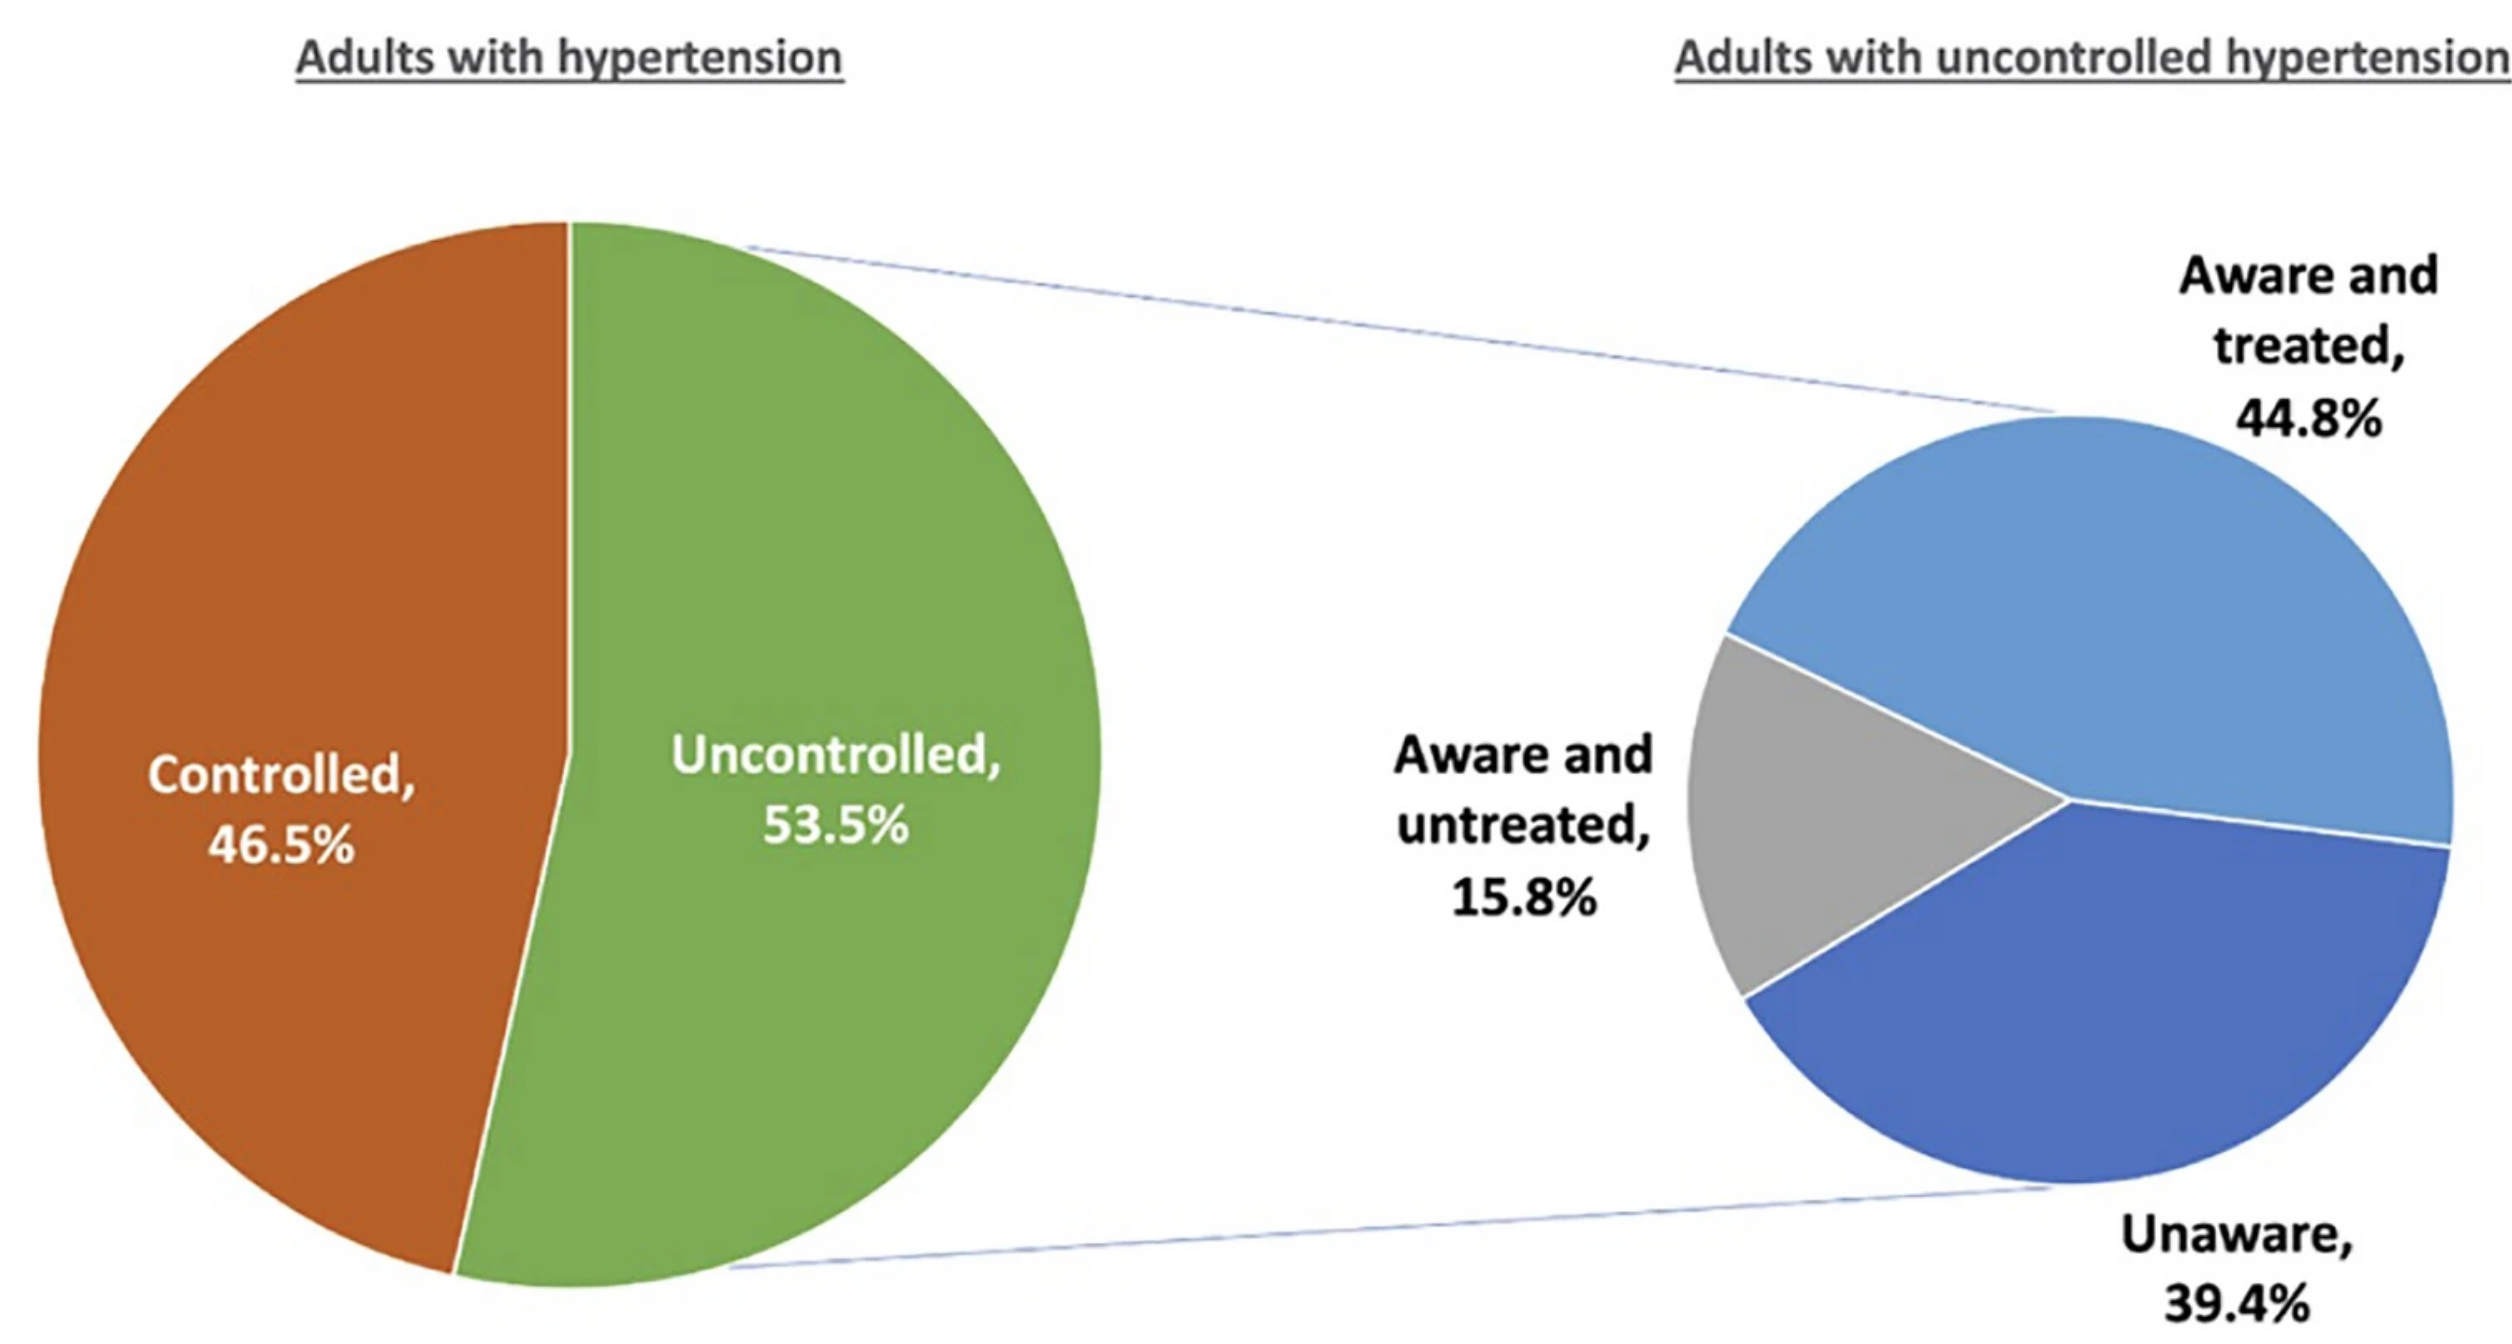 Adults with hypertension
Adults with uncontrolled hypertension
Controlled,
46.5%
Uncontrolled,
53.5%
Aware and
treated,
44.8%
Aware and
untreated,
15.8%
Unaware,
39.4%